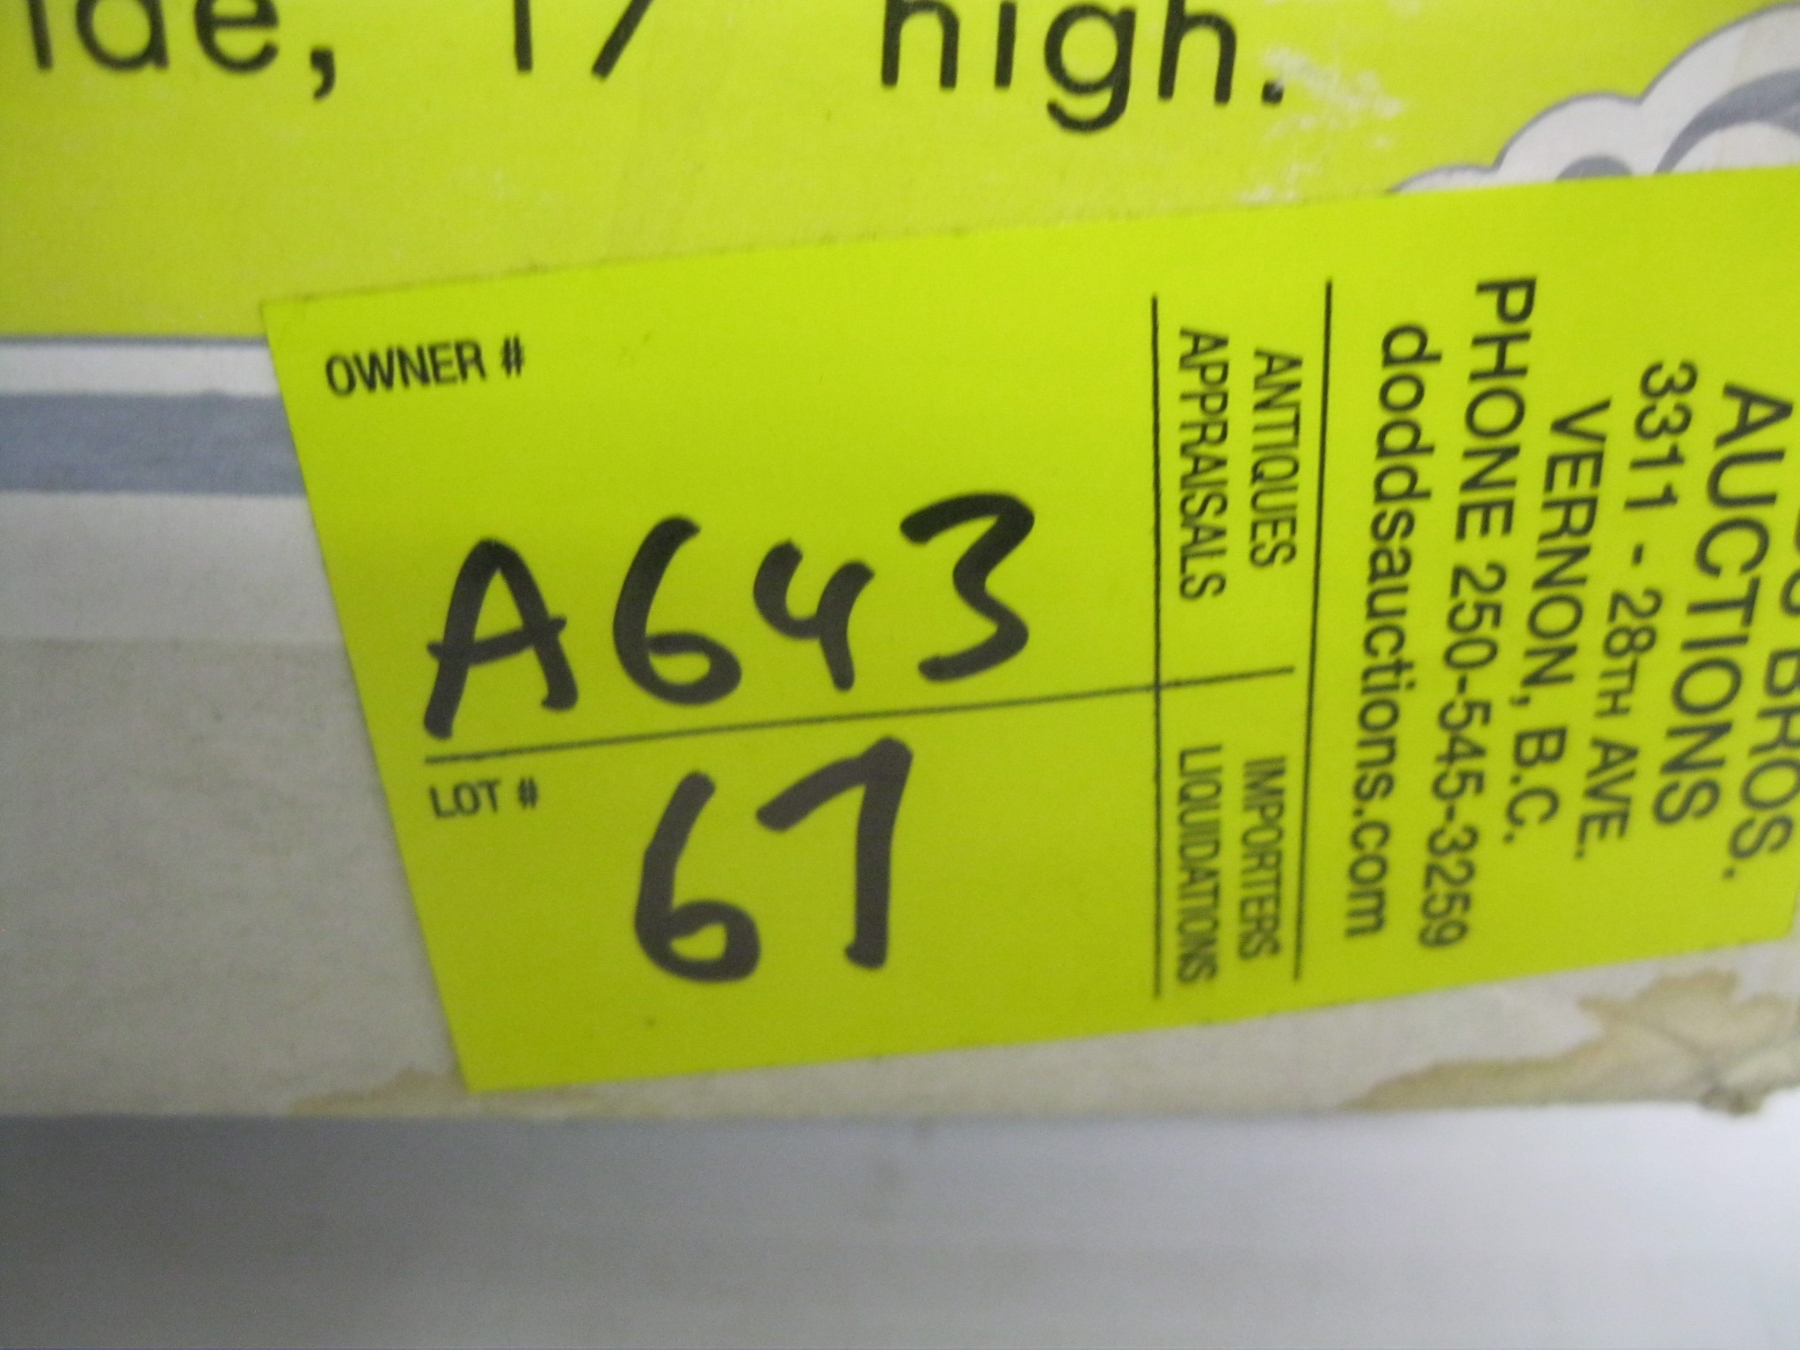 high.
OWNER #
A643
LOT #
67
ANTIQUES
APPRAISALS
IMPORTERS
LIQUIDATIONS
BROS.
AUCTIONS
3311 - 28TH AVE.
VERNON, B.C.
PHONE 250-545-3259
doddsauctions.com